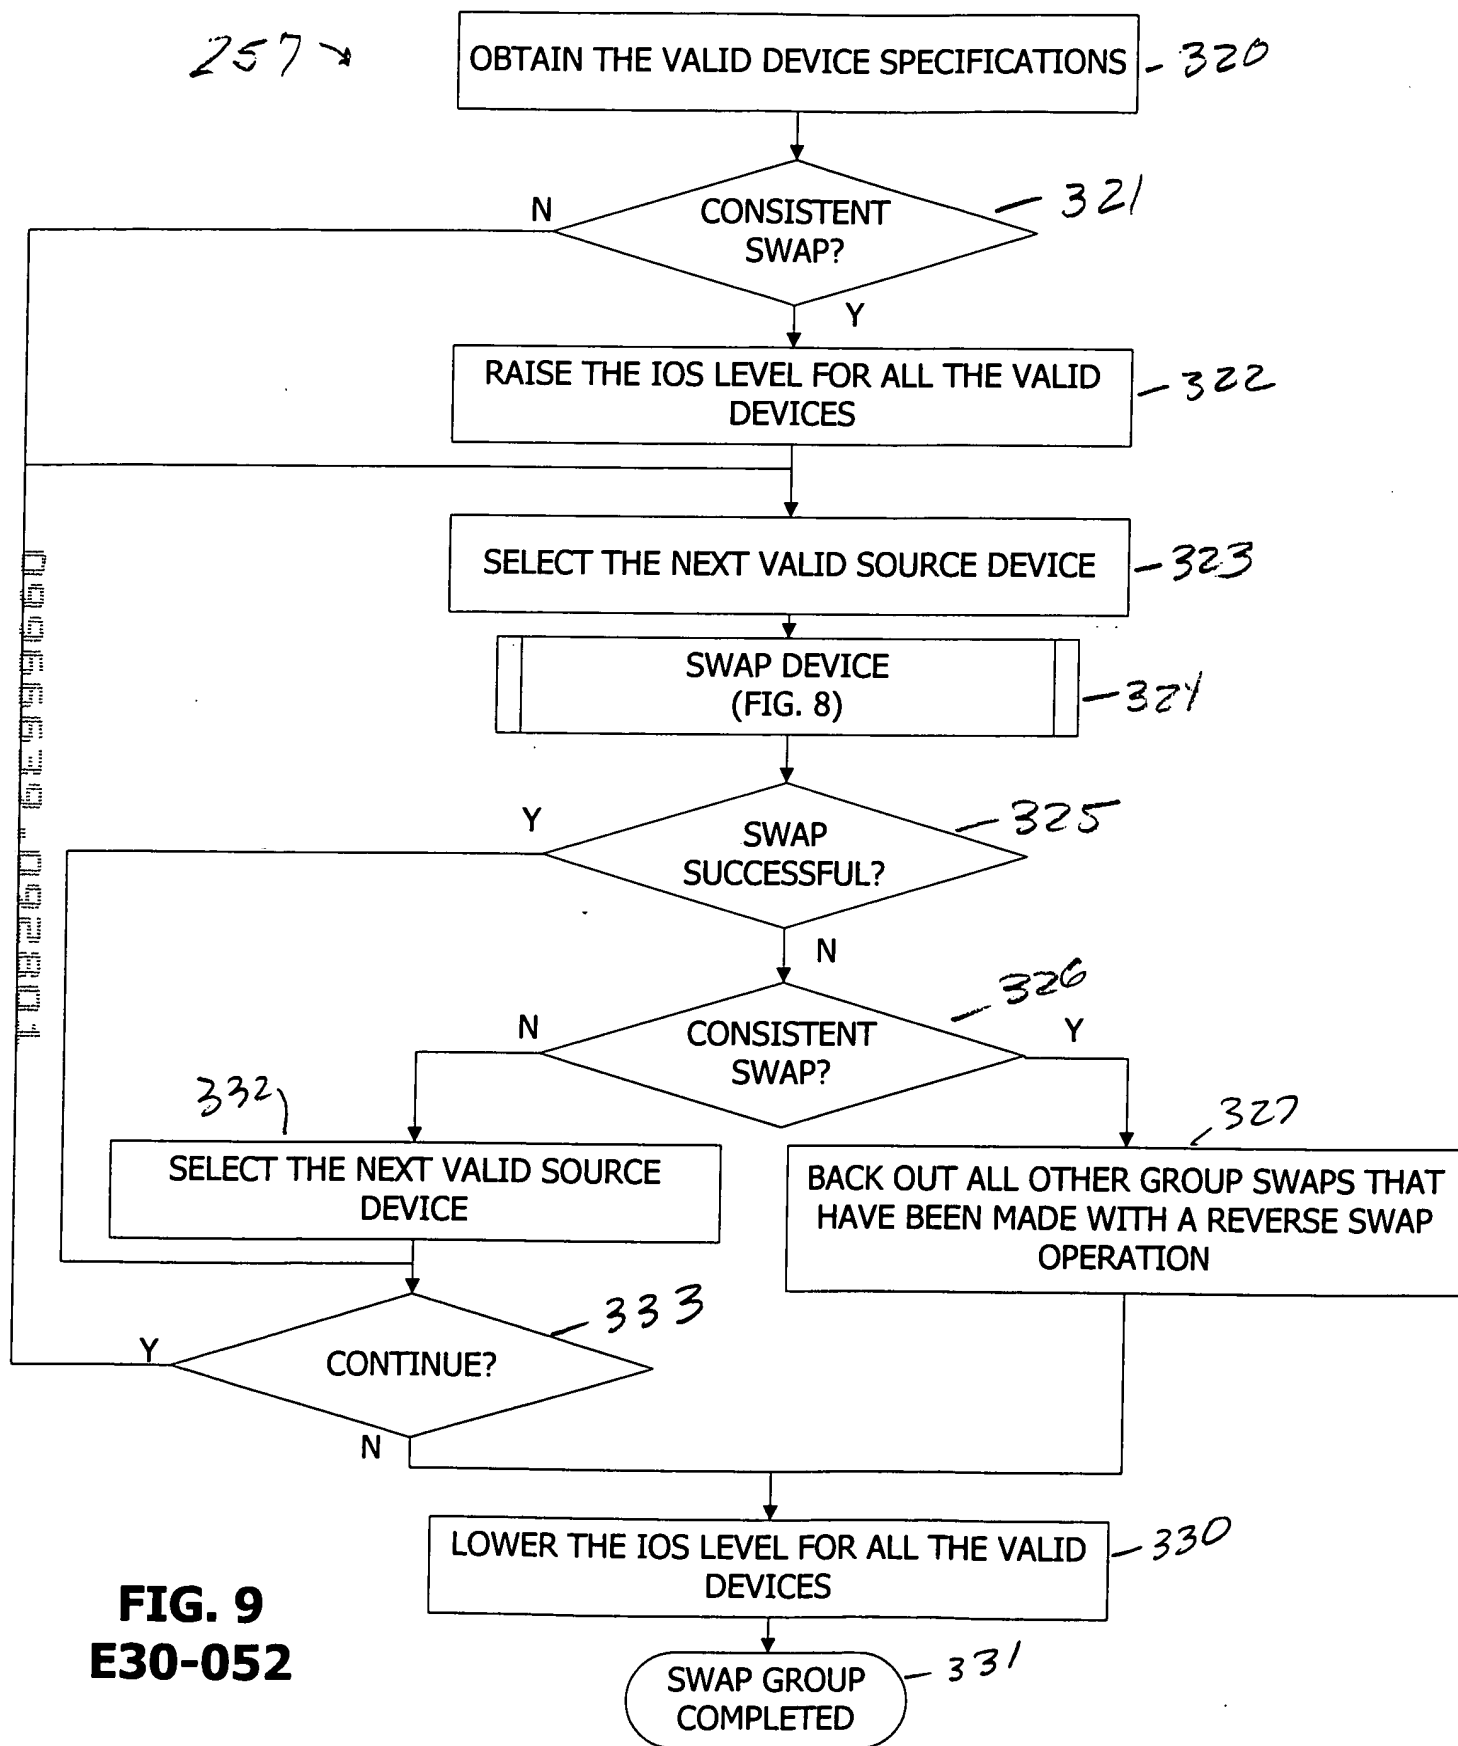 257
OBTAIN THE VALID DEVICE SPECIFICATIONS
320
CONSISTENT
SWAP?
321
N
Y
RAISE THE IOS LEVEL FOR ALL THE VALID
DEVICES
322
SELECT THE NEXT VALID SOURCE DEVICE
323
SWAP DEVICE
(FIG. 8)
324
Y
SWAP
SUCCESSFUL?
325
N
N
CONSISTENT
SWAP?
326
Y
332
SELECT THE NEXT VALID SOURCE
DEVICE
327
BACK OUT ALL OTHER GROUP SWAPS THAT
HAVE BEEN MADE WITH A REVERSE SWAP
OPERATION
Y
CONTINUE?
333
N
LOWER THE IOS LEVEL FOR ALL THE VALID
DEVICES
330
SWAP GROUP
COMPLETED
331
FIG. 9
E30-052
09966639.092801